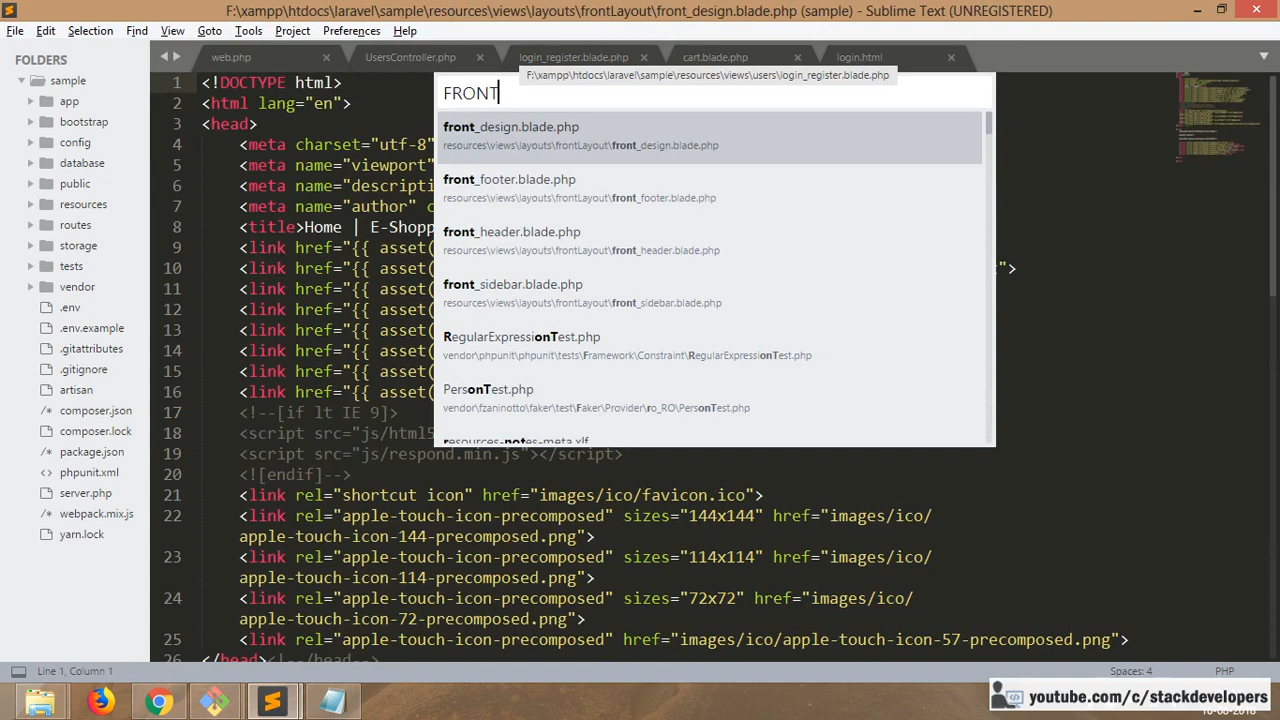 F:\xampp\htdocs\laravel\sample\resources\views\layouts\frontLayout\front_design.blade.php (sample) - Sublime Text (UNREGISTERED)
File Edit Selection Find View Goto Tools Project Preferences Help
FOLDERS
sample
app
bootstrap
config
database
public
resources
routes
storage
tests
vendor
.env
.env.example
.gitattributes
.gitignore
artisan
composer.json
composer.lock
package.json
phpunit.xml
server.php
webpack.mix.js
yarn.lock
web.php UsersController.php login_register.blade.php cart.blade.php login.html
F:\xampp\htdocs\laravel\sample\resources\views\users\login_register.blade.php
FRONT
front_design.blade.php
resources\views\layouts\frontLayout\front_design.blade.php
front_footer.blade.php
resources\views\layouts\frontLayout\front_footer.blade.php
front_header.blade.php
resources\views\layouts\frontLayout\front_header.blade.php
front_sidebar.blade.php
resources\views\layouts\frontLayout\front_sidebar.blade.php
RegularExpressionTest.php
vendor\phpunit\phpunit\tests\Framework\Constraint\RegularExpressionTest.php
PersonTest.php
vendor\fzaninotto\faker\test\Faker\Provider\ro_RO\PersonTest.php
resources-notes-meta.xlf
1 <!DOCTYPE html>
2 <html lang="en">
3 <head>
4 <meta charset="utf-8"
5 <meta name="viewport"
6 <meta name="descripti
7 <meta name="author" c
8 <title>Home | E-Shopp
9 <link href="{{ asset(
10 <link href="{{ asset( ">
11 <link href="{{ asset(
12 <link href="{{ asset(
13 <link href="{{ asset(
14 <link href="{{ asset(
15 <link href="{{ asset(
16 <link href="{{ asset(
17 <!--[if lt IE 9]>
18 <script src="js/html5
19 <script src="js/respond.min.js"></script>
20 <![endif]-->
21 <link rel="shortcut icon" href="images/ico/favicon.ico">
22 <link rel="apple-touch-icon-precomposed" sizes="144x144" href="images/ico/
apple-touch-icon-144-precomposed.png">
23 <link rel="apple-touch-icon-precomposed" sizes="114x114" href="images/ico/
apple-touch-icon-114-precomposed.png">
24 <link rel="apple-touch-icon-precomposed" sizes="72x72" href="images/ico/
apple-touch-icon-72-precomposed.png">
25 <link rel="apple-touch-icon-precomposed" href="images/ico/apple-touch-icon-57-precomposed.png">
26 </head><!--/head-->
Line 1, Column 1
Spaces: 4
PHP
youtube.com/c/stackdevelopers